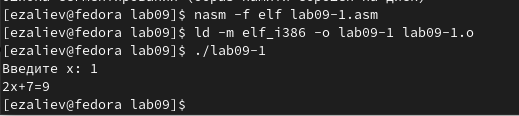 [ezaliev@fedora lab09]$ nasm -f elf lab09-1.asm
[ezaliev@fedora lab09]$ ld -m elf_i386 -o lab09-1 lab09-1.o
[ezaliev@fedora lab09]$ ./lab09-1
Введите x: 1
2x+7=9
[ezaliev@fedora lab09]$